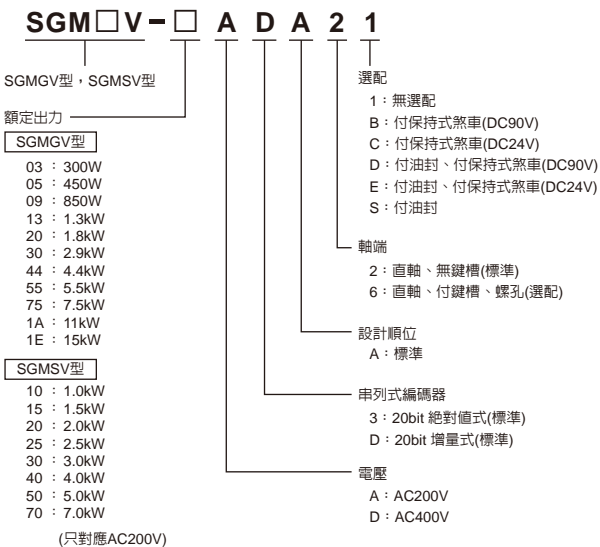 SGM□V-□ A D A 2 1
SGMGV型，SGMSV型
額定出力
SGMGV型
03：300W
05：450W
09：850W
13：1.3kW
20：1.8kW
30：2.9kW
44：4.4kW
55：5.5kW
75：7.5kW
1A：11kW
1E：15kW
SGMSV型
10：1.0kW
15：1.5kW
20：2.0kW
25：2.5kW
30：3.0kW
40：4.0kW
50：5.0kW
70：7.0kW
(只對應AC200V)
選配
1：無選配
B：付保持式煞車(DC90V)
C：付保持式煞車(DC24V)
D：付油封、付保持式煞車(DC90V)
E：付油封、付保持式煞車(DC24V)
S：付油封
軸端
2：直軸、無鍵槽(標準)
6：直軸、付鍵槽、螺孔(選配)
設計順位
A：標準
串列式編碼器
3：20bit 絶對値式(標準)
D：20bit 增量式(標準)
電壓
A：AC200V
D：AC400V